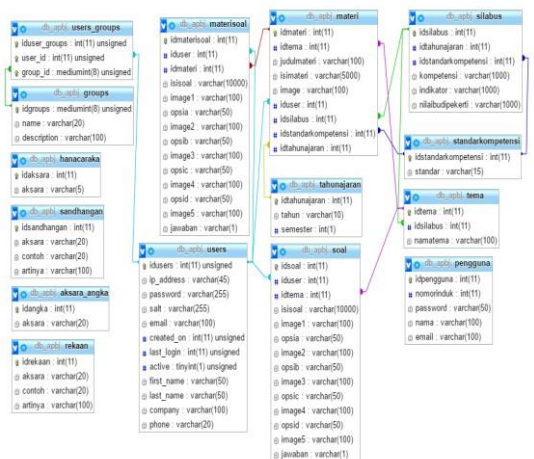 db_apbj users_groups
iduser_groups : int(11) unsigned
user_id : int(11) unsigned
group_id : mediumint(8) unsigned
db_apbj groups
idgroups : mediumint(8) unsigned
name : varchar(20)
description : varchar(100)
db_apbj hanacaraka
idaksara : int(11)
aksara : varchar(5)
db_apbj sandhangan
idsandhangan : int(11)
aksara : varchar(20)
contoh : varchar(20)
artinya : varchar(100)
db_apbj aksara_angka
idangka : int(11)
aksara : varchar(20)
db_apbj rekaan
idrekaan : int(11)
aksara : varchar(20)
contoh : varchar(20)
artinya : varchar(100)
db_apbj materisoal
idmaterisoal : int(11)
iduser : int(11)
idmateri : int(11)
isisoal : varchar(10000)
image1 : varchar(100)
opsia : varchar(50)
image2 : varchar(100)
opsib : varchar(50)
image3 : varchar(100)
opsic : varchar(50)
image4 : varchar(100)
opsid : varchar(50)
image5 : varchar(100)
jawaban : varchar(1)
db_apbj users
idusers : int(11) unsigned
ip_address : varchar(45)
password : varchar(255)
salt : varchar(255)
email : varchar(100)
created_on : int(11) unsigned
last_login : int(11) unsigned
active : tinyint(1) unsigned
first_name : varchar(50)
last_name : varchar(50)
company : varchar(100)
phone : varchar(20)
db_apbj materi
idmateri : int(11)
idtema : int(11)
judulmateri : varchar(100)
isimateri : varchar(5000)
image : varchar(100)
iduser : int(11)
idsilabus : int(11)
idstandarkompetensi : int(11)
idtahunajaran : int(11)
db_apbj tahunajaran
idtahunajaran : int(11)
tahun : varchar(10)
semester : int(1)
db_apbj soal
idsoal : int(11)
iduser : int(11)
idtema : int(11)
isisoal : varchar(10000)
image1 : varchar(100)
opsia : varchar(50)
image2 : varchar(100)
opsib : varchar(50)
image3 : varchar(100)
opsic : varchar(50)
image4 : varchar(100)
opsid : varchar(50)
image5 : varchar(100)
jawaban : varchar(1)
db_apbj silabus
idsilabus : int(11)
idtahunajaran : int(11)
idstandarkompetensi : int(11)
kompetensi : varchar(1000)
indikator : varchar(1000)
nilaibudipekerti : varchar(1000)
db_apbj standarkompetensi
idstandarkompetensi : int(11)
standar : varchar(15)
db_apbj tema
idtema : int(11)
idsilabus : int(11)
namatema : varchar(100)
db_apbj pengguna
idpengguna : int(11)
nomorinduk : int(11)
password : varchar(50)
nama : varchar(100)
email : varchar(100)